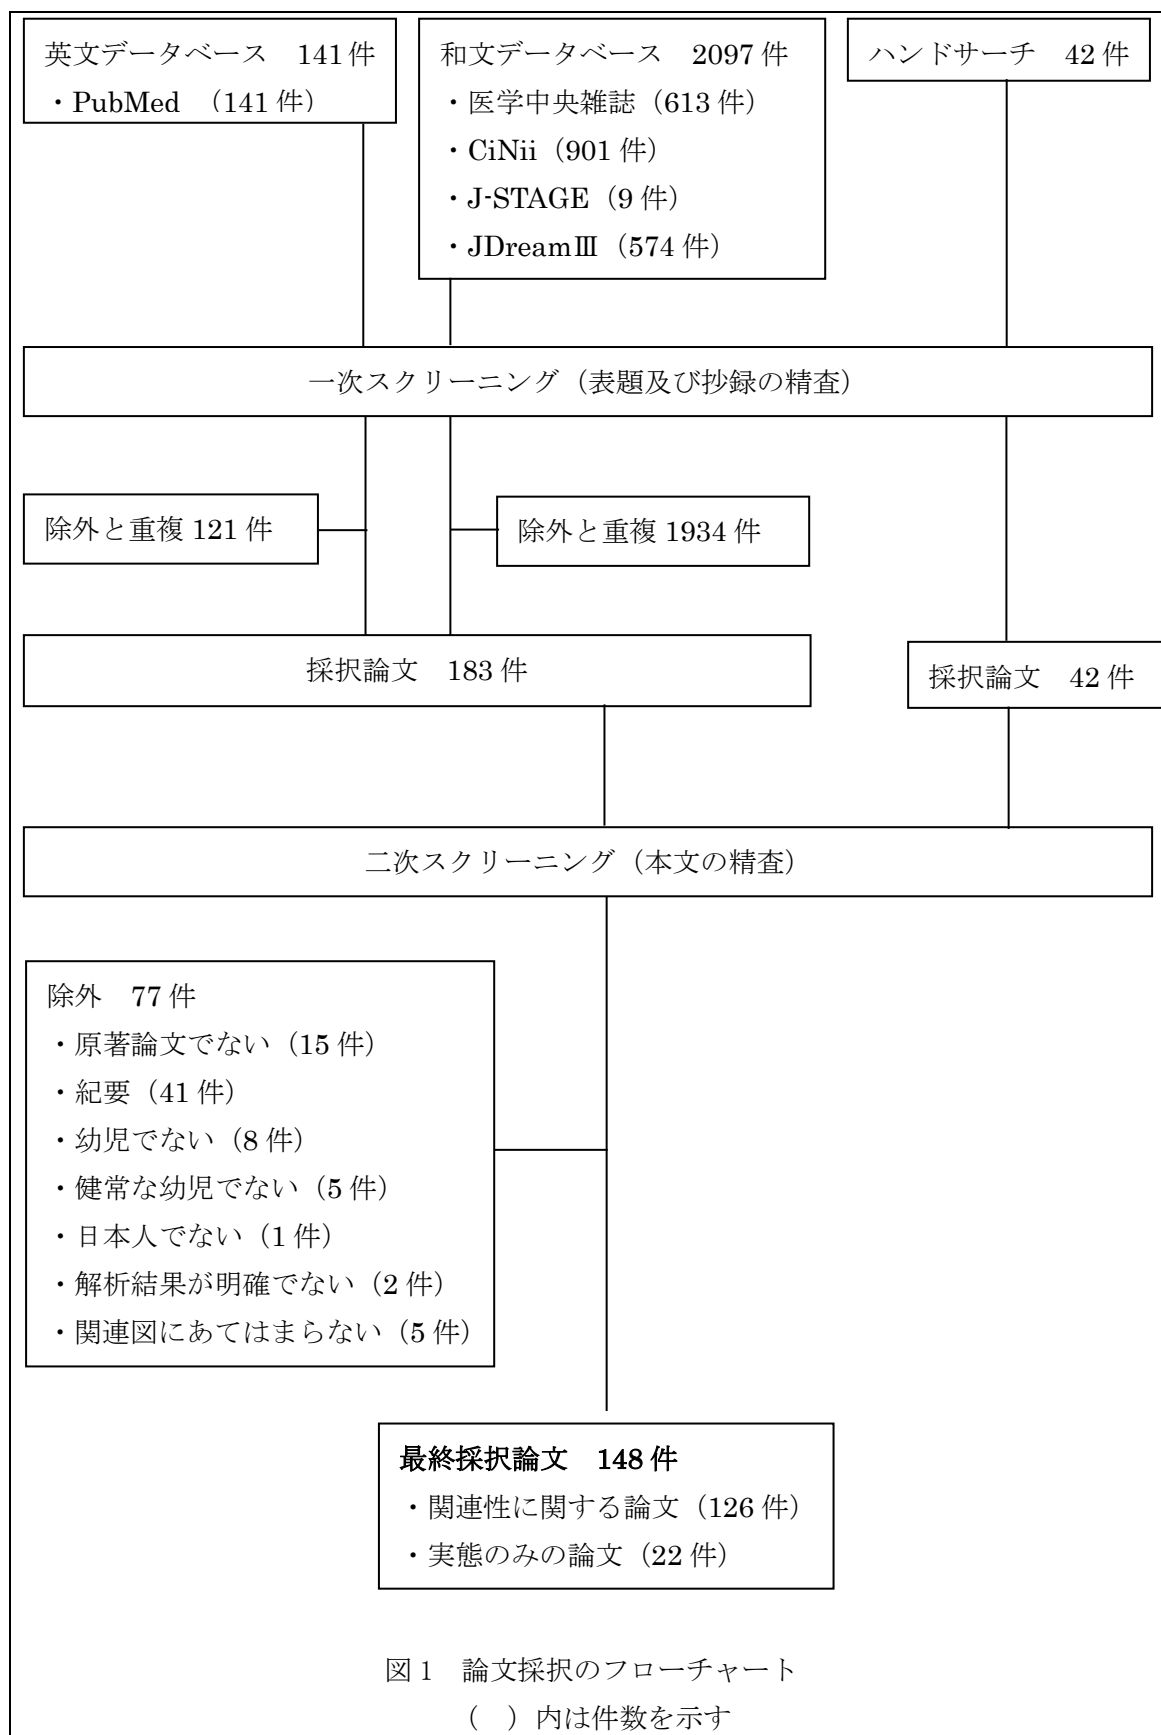 英文データベース　141 件
・PubMed　（141 件）
和文データベース　2097 件
・医学中央雑誌（613 件）
・CiNii（901 件）
・J-STAGE（9 件）
・JDreamⅢ（574 件）
ハンドサーチ　42 件
一次スクリーニング（表題及び抄録の精査）
除外と重複 121 件
除外と重複 1934 件
採択論文　183 件
採択論文　42 件
二次スクリーニング（本文の精査）
除外　77 件
・原著論文でない（15 件）
・紀要（41 件）
・幼児でない（8 件）
・健常な幼児でない（5 件）
・日本人でない（1 件）
・解析結果が明確でない（2 件）
・関連図にあてはまらない（5 件）
最終採択論文　148 件
・関連性に関する論文（126 件）
・実態のみの論文（22 件）
図 1　論文採択のフローチャート
（　）内は件数を示す